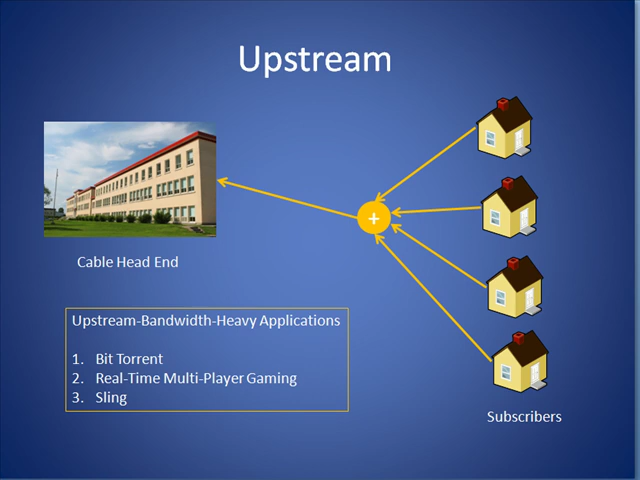 Upstream
+
Cable Head End
Upstream-Bandwidth-Heavy Applications
1. Bit Torrent
2. Real-Time Multi-Player Gaming
3. Sling
Subscribers